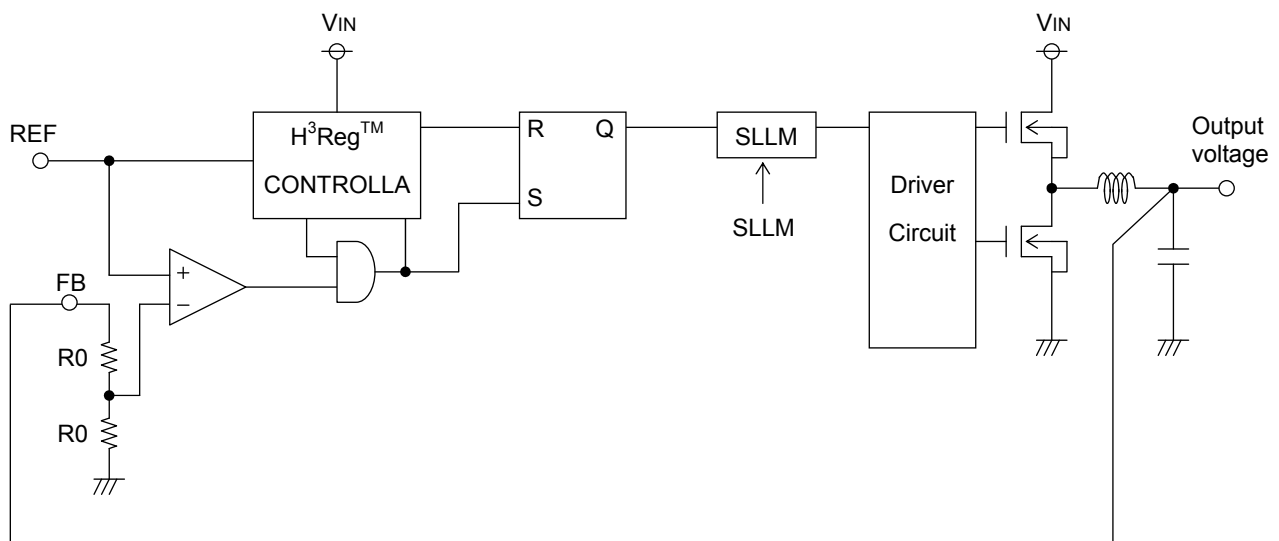 VIN
VIN
REF
H³Reg™
CONTROLLA
R
Q
S
SLLM
SLLM
Driver
Circuit
Output
voltage
FB
+
−
R0
R0